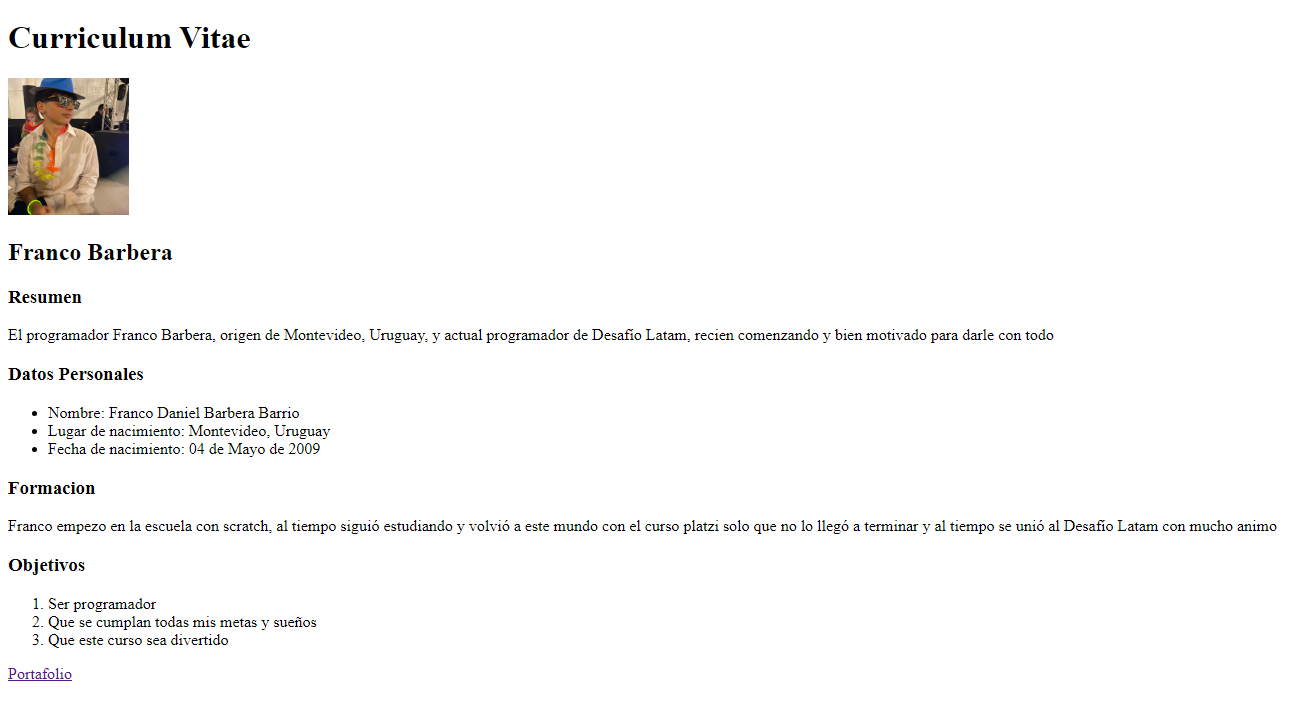 Curriculum Vitae
Franco Barbera
Resumen
El programador Franco Barbera, origen de Montevideo, Uruguay, y actual programador de Desafío Latam, recien comenzando y bien motivado para darle con todo
Datos Personales
• Nombre: Franco Daniel Barbera Barrio
• Lugar de nacimiento: Montevideo, Uruguay
• Fecha de nacimiento: 04 de Mayo de 2009
Formacion
Franco empezo en la escuela con scratch, al tiempo siguió estudiando y volvió a este mundo con el curso platzi solo que no lo llegó a terminar y al tiempo se unió al Desafío Latam con mucho animo
Objetivos
1. Ser programador
2. Que se cumplan todas mis metas y sueños
3. Que este curso sea divertido
Portafolio